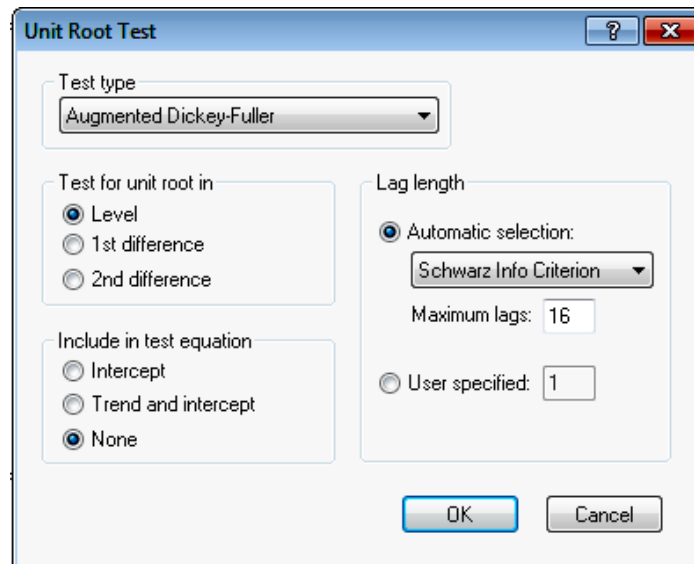 Unit Root Test
Test type
Augmented Dickey-Fuller
Test for unit root in
Level
1st difference
2nd difference
Include in test equation
Intercept
Trend and intercept
None
Lag length
Automatic selection:
Schwarz Info Criterion
Maximum lags: 16
User specified: 1
OK Cancel